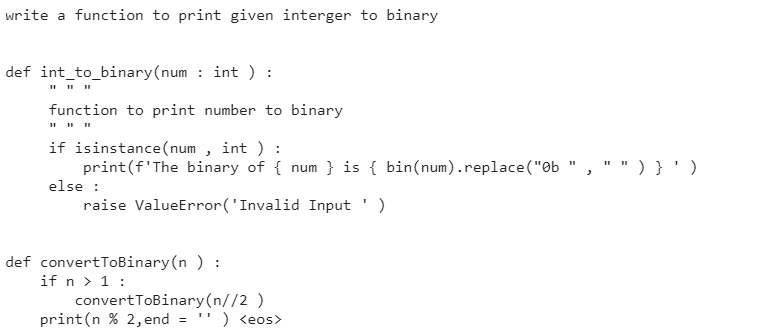 write a function to print given interger to binary
def int_to_binary(num : int ) :
" " "
function to print number to binary
" " "
if isinstance(num , int ) :
print(f'The binary of { num } is { bin(num).replace("0b " , " " ) } ' )
else :
raise ValueError('Invalid Input ' )
def convertToBinary(n ) :
if n > 1 :
convertToBinary(n//2 )
print(n % 2,end = '' ) <eos>